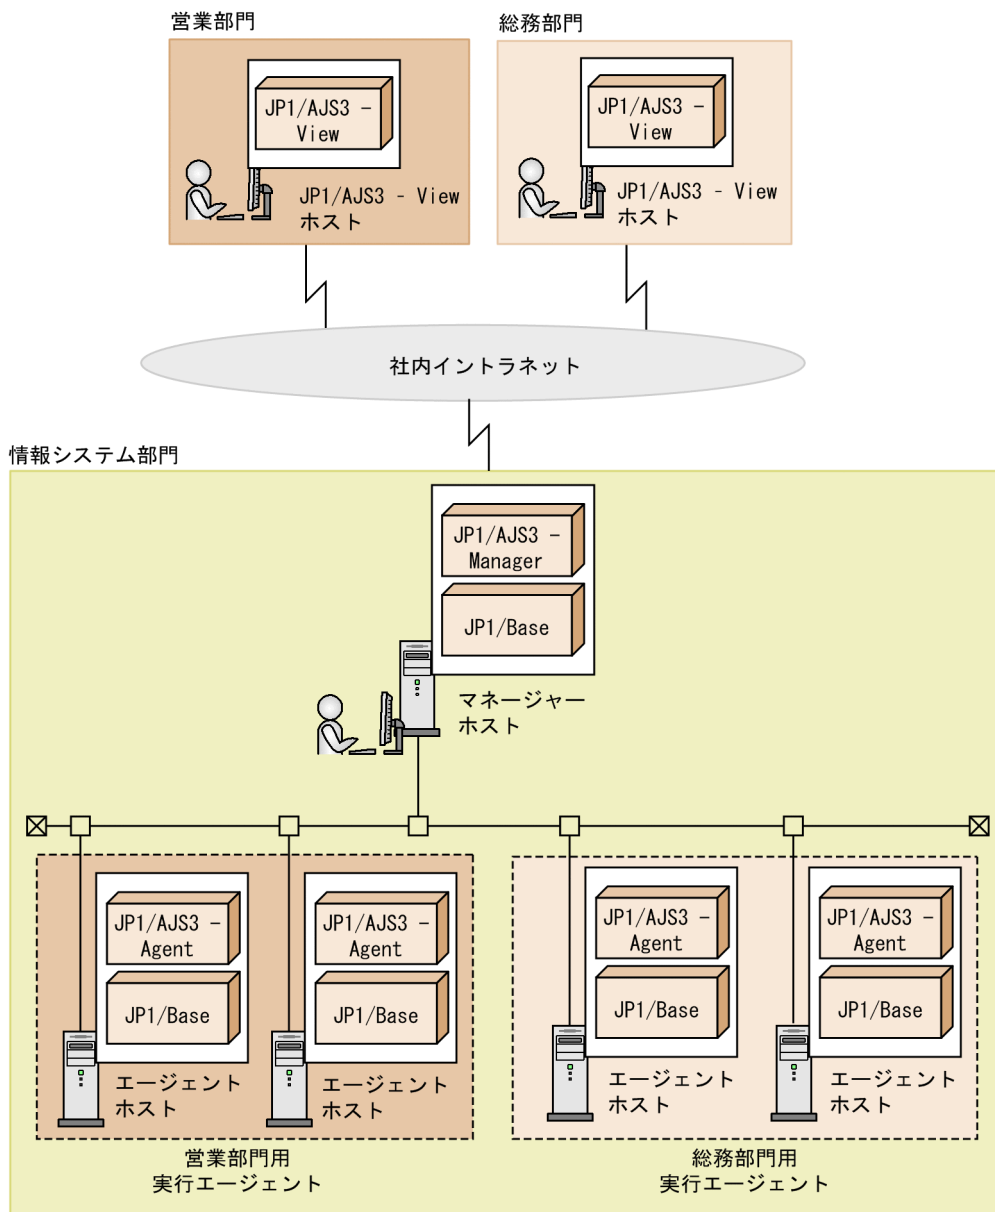 営業部門
総務部門
JP1/AJS3 -
View
JP1/AJS3 -
View
JP1/AJS3 - View
ホスト
JP1/AJS3 - View
ホスト
社内イントラネット
情報システム部門
JP1/AJS3 -
Manager
JP1/Base
マネージャー
ホスト
JP1/AJS3 -
Agent
JP1/Base
エージェント
ホスト
JP1/AJS3 -
Agent
JP1/Base
エージェント
ホスト
JP1/AJS3 -
Agent
JP1/Base
エージェント
ホスト
JP1/AJS3 -
Agent
JP1/Base
エージェント
ホスト
営業部門用
実行エージェント
総務部門用
実行エージェント